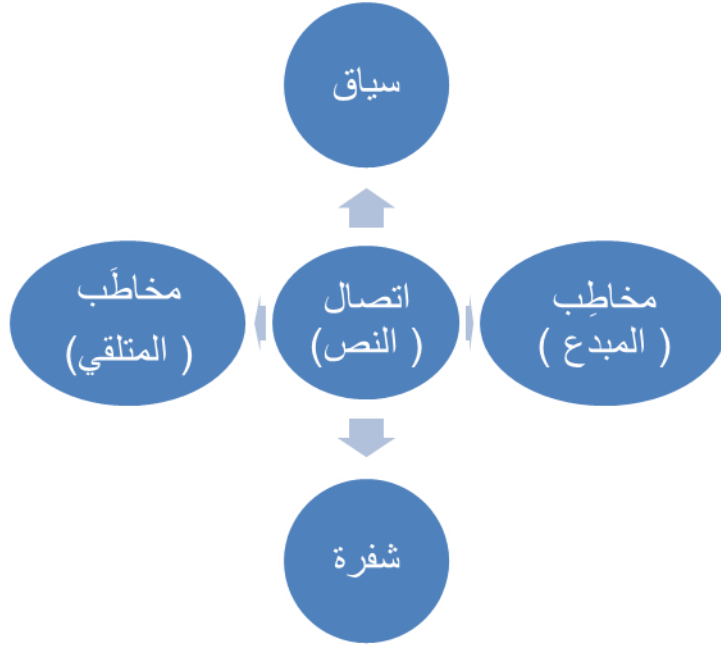 سياق
مخاطِب
( المبدع )
اتصال
( النص)
مخاطَب
( المتلقي)
شفرة